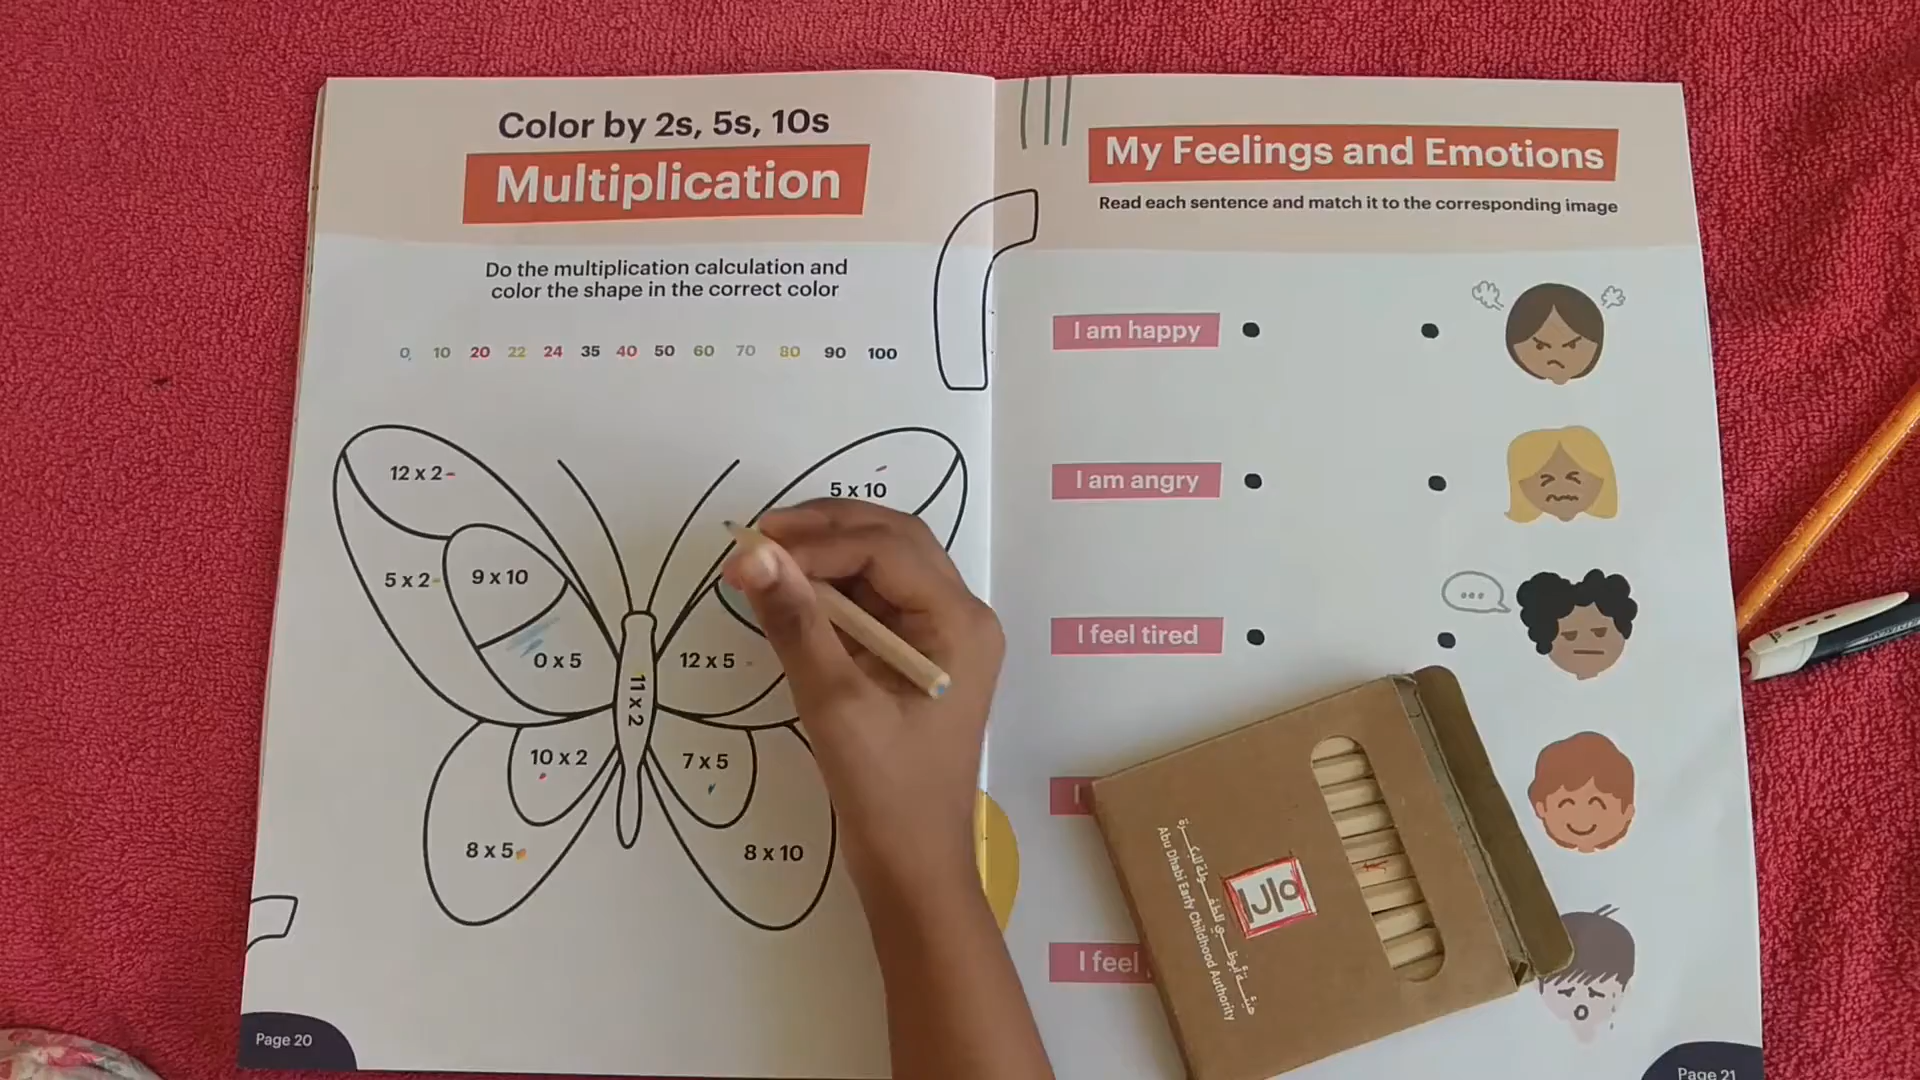 Color by 2s, 5s, 10s
Multiplication
Do the multiplication calculation and
color the shape in the correct color
0 10 20 22 24 35 40 50 60 70 80 90 100
12 x 2
5 x 10
5 x 2
9 x 10
0 x 5
12 x 5
11 x 2
10 x 2
7 x 5
8 x 5
8 x 10
Page 20
My Feelings and Emotions
Read each sentence and match it to the corresponding image
I am happy
I am angry
I feel tired
...
I
I feel
هيئة أبوظبي للطفولة المبكرة
Abu Dhabi Early Childhood Authority
Page 21